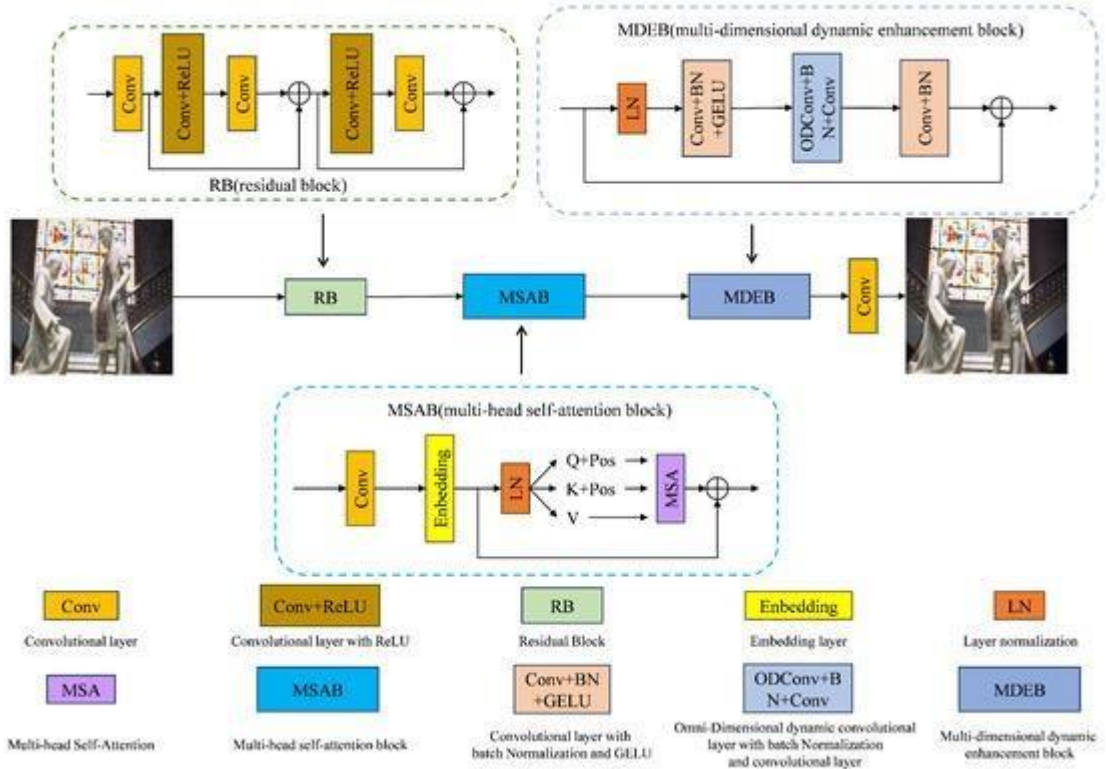 MDEB(multi-dimensional dynamic enhancement block)
Conv
Conv+ReLU
Conv
Conv+ReLU
Conv
LN
Conv+BN
+GELU
ODConv+B
N+Conv
Conv+BN
RB(residual block)
RB
MSAB
MDEB
Conv
MSAB(multi-head self-attention block)
Conv
Embedding
LN
Q+Pos
K+Pos
V
MSA
Conv
Conv+ReLU
RB
Enbedding
LN
Convolutional layer
Convolutional layer with ReLU
Residual Block
Embedding layer
Layer normalization
MSA
MSAB
Conv+BN
+GELU
ODConv+B
N+Conv
MDEB
Multi-head Self-Attention
Multi-head self-attention block
Convolutional layer with
batch Normalization and GELU
Omni-Dimensional dynamic convolutional
layer with batch Normalization
and convolutional layer
Multi-dimensional dynamic
enhancement block